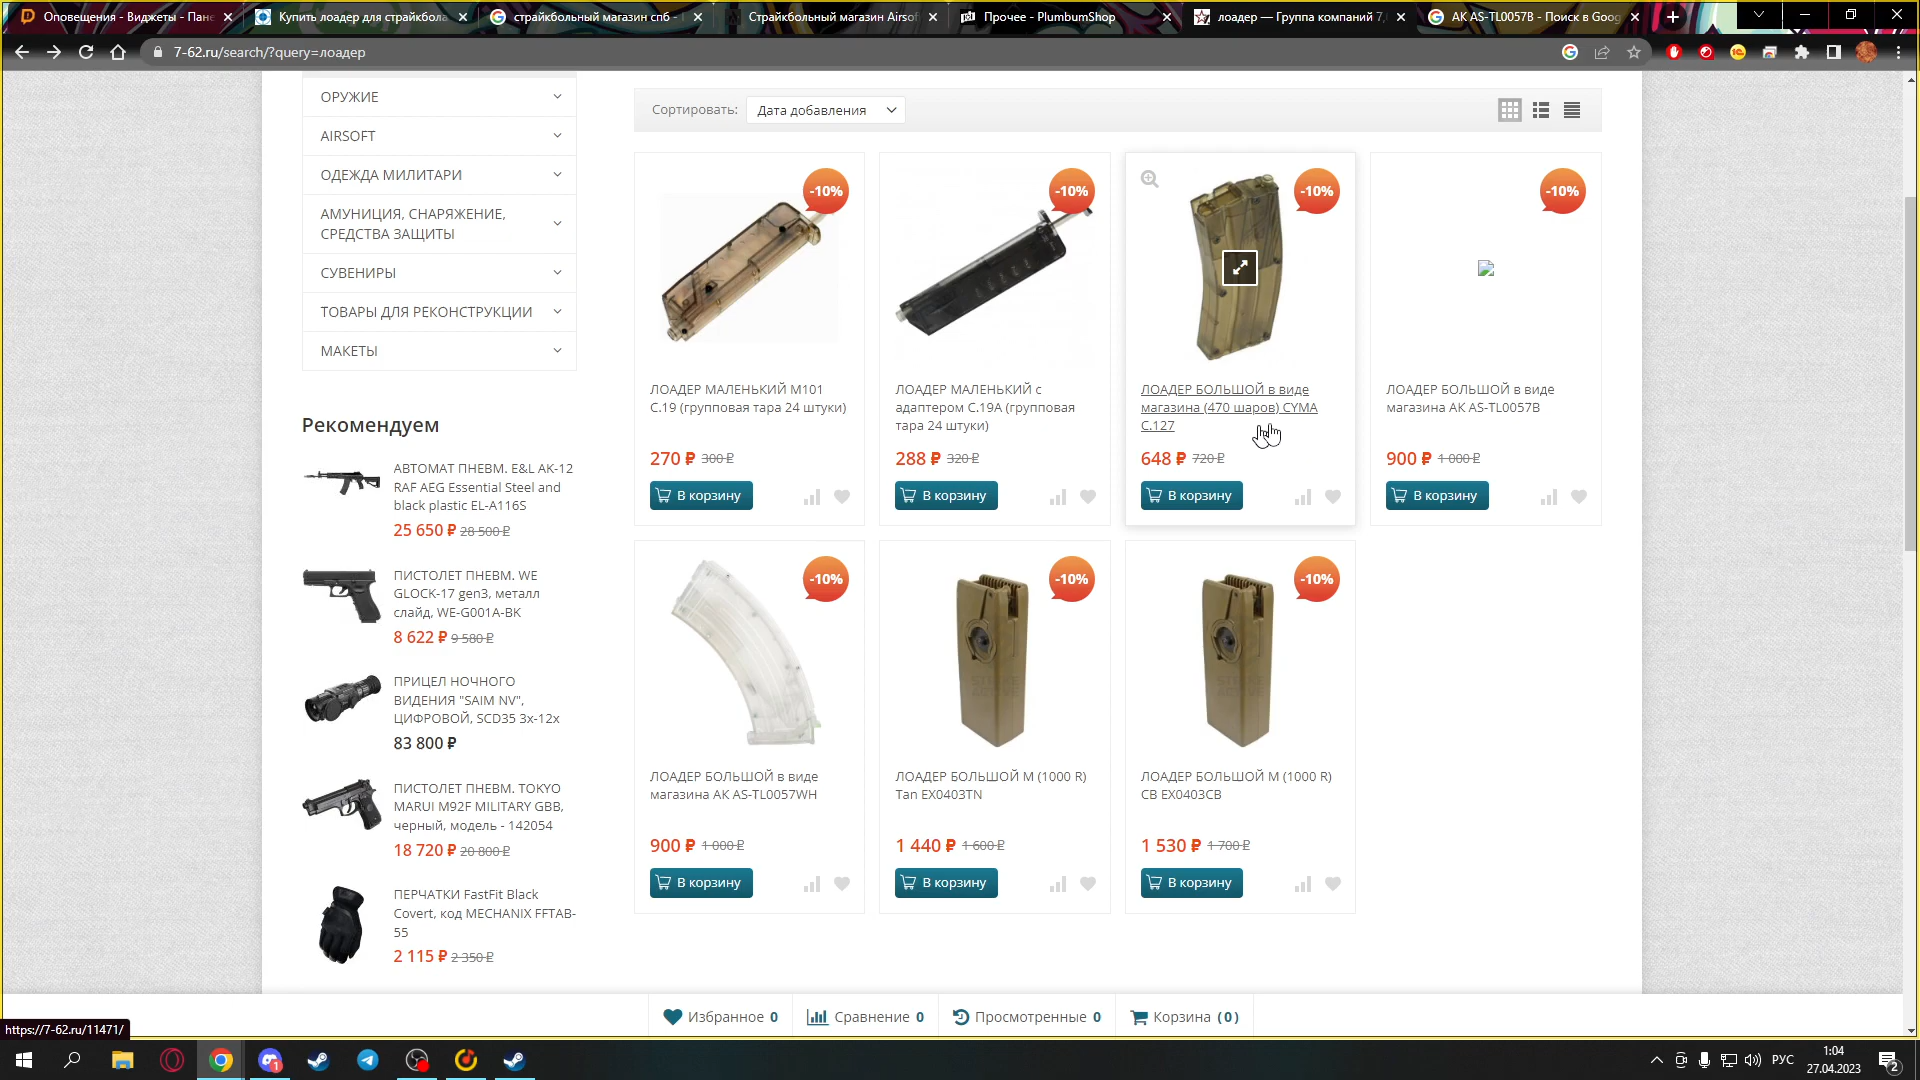 Оповещения - Виджеты - Пане
Купить лоадер для страйкбола
страйкбольный магазин спб -
Страйкбольный магазин Airsof
Прочее - PlumbumShop
лоадер — Группа компаний 7,
AK AS-TL0057B - Поиск в Goog
7-62.ru/search/?query=лоадер
ОРУЖИЕ
AIRSOFT
ОДЕЖДА МИЛИТАРИ
АМУНИЦИЯ, СНАРЯЖЕНИЕ,
СРЕДСТВА ЗАЩИТЫ
СУВЕНИРЫ
ТОВАРЫ ДЛЯ РЕКОНСТРУКЦИИ
МАКЕТЫ
Рекомендуем
АВТОМАТ ПНЕВМ. E&L AK-12
RAF AEG Essential Steel and
black plastic EL-A116S
25 650 ₽ 28 500 ₽
ПИСТОЛЕТ ПНЕВМ. WE
GLOCK-17 gen3, металл
слайд, WE-G001A-BK
8 622 ₽ 9 580 ₽
ПРИЦЕЛ НОЧНОГО
ВИДЕНИЯ "SAIM NV",
ЦИФРОВОЙ, SCD35 3x-12x
83 800 ₽
ПИСТОЛЕТ ПНЕВМ. TOKYO
MARUI M92F MILITARY GBB,
черный, модель - 142054
18 720 ₽ 20 800 ₽
ПЕРЧАТКИ FastFit Black
Covert, код MECHANIX FFTAB-
55
2 115 ₽ 2 350 ₽
Сортировать: Дата добавления
-10%
ЛОАДЕР МАЛЕНЬКИЙ M101
C.19 (групповая тара 24 штуки)
270 ₽ 300 ₽
В корзину
-10%
ЛОАДЕР МАЛЕНЬКИЙ с
адаптером C.19A (групповая
тара 24 штуки)
288 ₽ 320 ₽
В корзину
-10%
ЛОАДЕР БОЛЬШОЙ в виде
магазина (470 шаров) CYMA
C.127
648 ₽ 720 ₽
В корзину
-10%
ЛОАДЕР БОЛЬШОЙ в виде
магазина АК AS-TL0057B
900 ₽ 1 000 ₽
В корзину
-10%
ЛОАДЕР БОЛЬШОЙ в виде
магазина АК AS-TL0057WH
900 ₽ 1 000 ₽
В корзину
-10%
ЛОАДЕР БОЛЬШОЙ M (1000 R)
Tan EX0403TN
1 440 ₽ 1 600 ₽
В корзину
-10%
ЛОАДЕР БОЛЬШОЙ M (1000 R)
CB EX0403CB
1 530 ₽ 1 700 ₽
В корзину
Избранное 0
Сравнение 0
Просмотренные 0
Корзина (0)
https://7-62.ru/11471/
РУС
1:04
27.04.2023
2